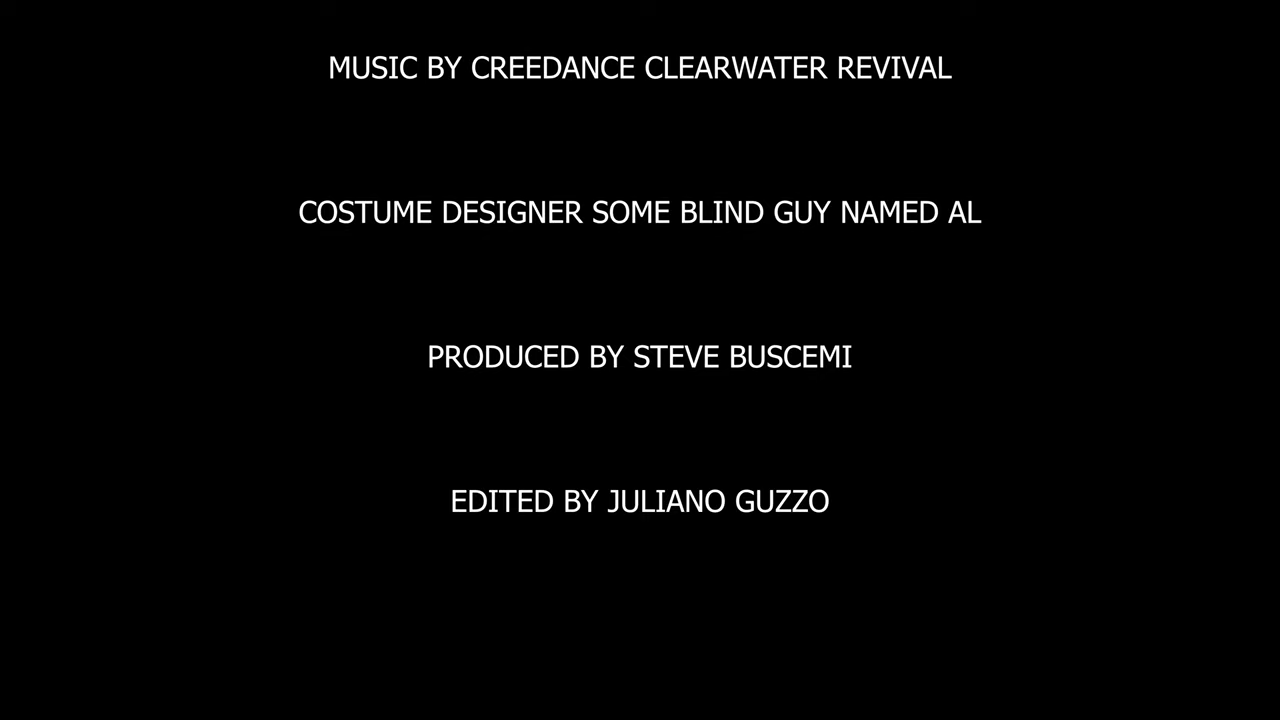 MUSIC BY CREEDANCE CLEARWATER REVIVAL
COSTUME DESIGNER SOME BLIND GUY NAMED AL
PRODUCED BY STEVE BUSCEMI
EDITED BY JULIANO GUZZO